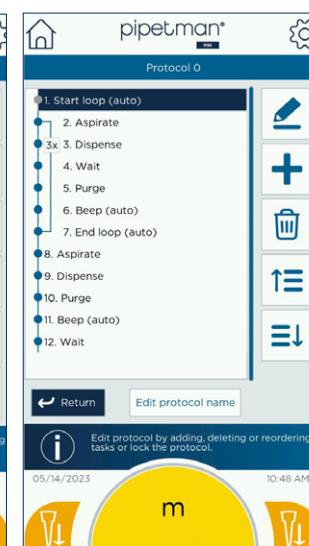 pipetman®
Protocol 0
1. Start loop (auto)
2. Aspirate
3x 3. Dispense
4. Wait
5. Purge
6. Beep (auto)
7. End loop (auto)
8. Aspirate
9. Dispense
10. Purge
11. Beep (auto)
12. Wait
Return Edit protocol name
i Edit protocol by adding, deleting or reordering
tasks or lock the protocol.
05/14/2023 10:48 AM
m